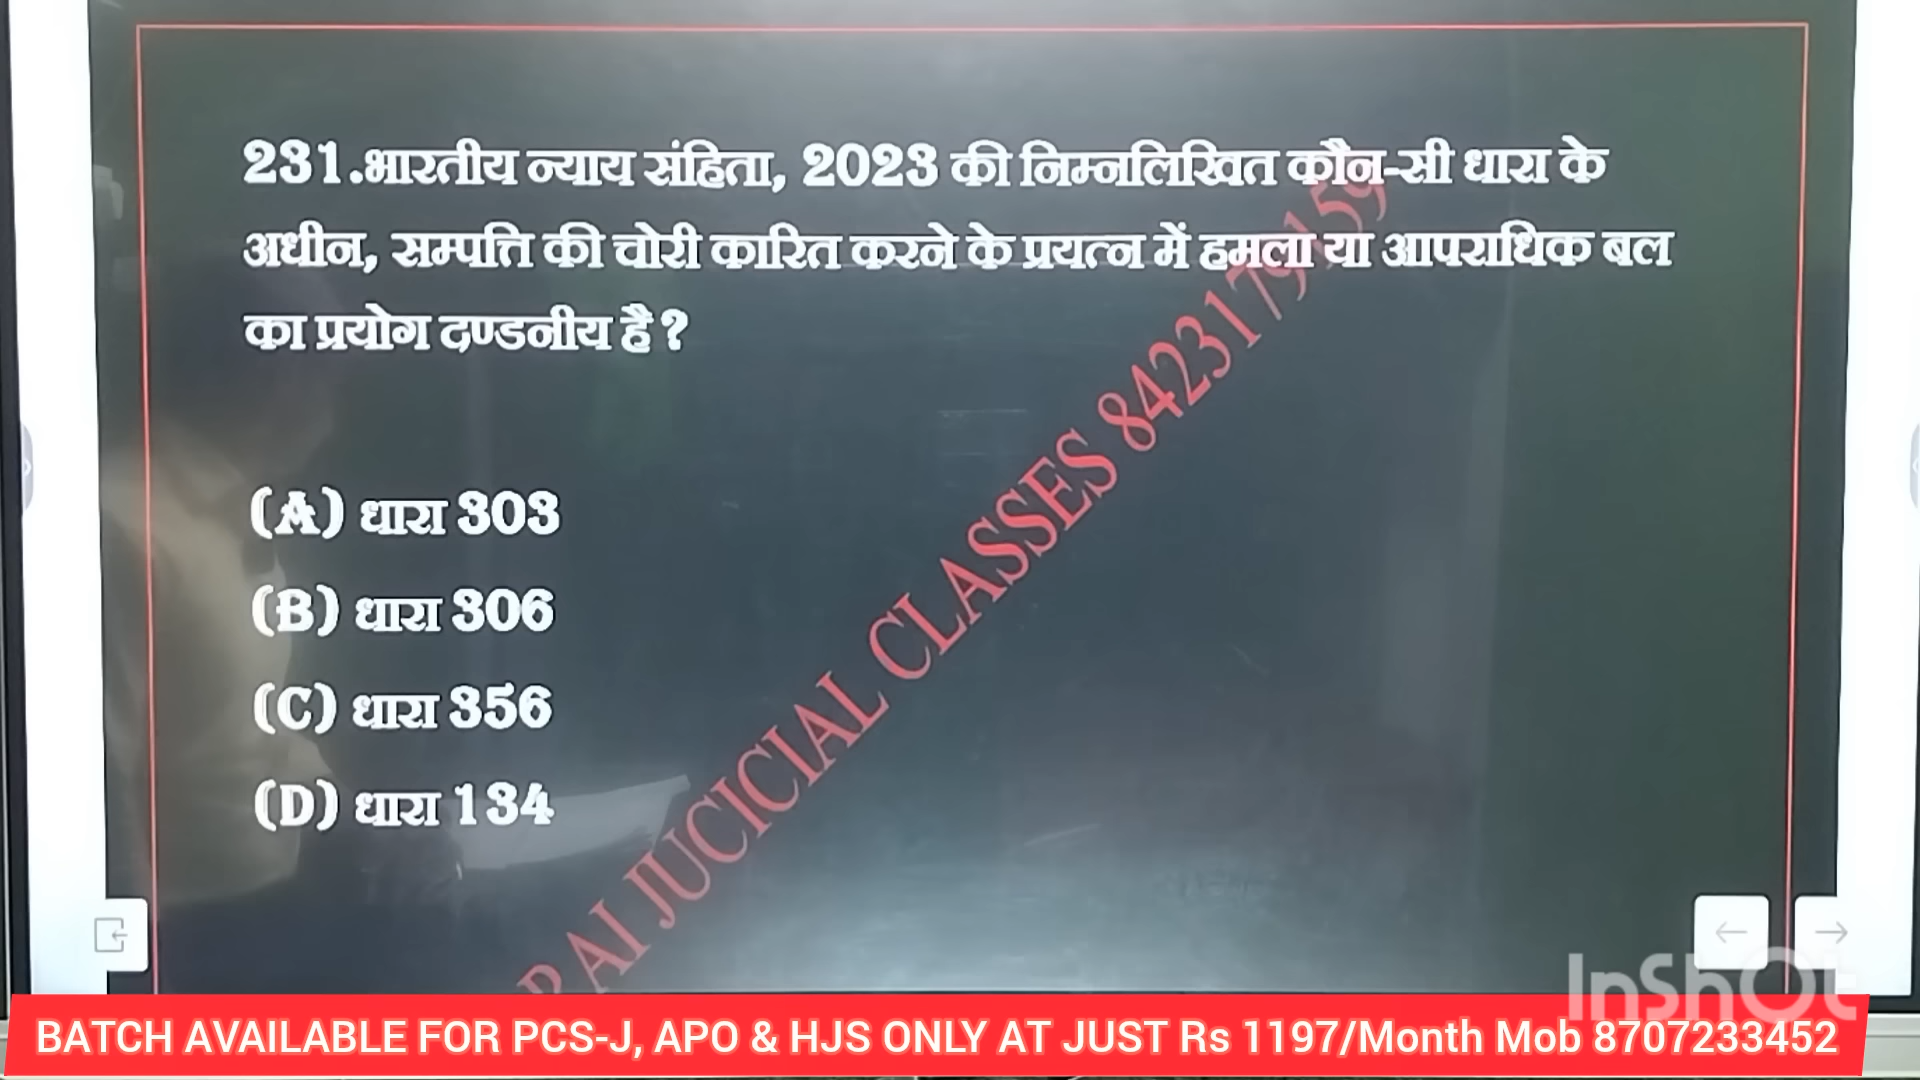 231.भारतीय न्याय संहिता, 2023 की निम्नलिखित कौन-सी धारा के
अधीन, सम्पत्ति की चोरी कारित करने के प्रयत्न में हमला या आपराधिक बल
का प्रयोग दण्डनीय है?
(A) धारा 303
(B) धारा 306
(C) धारा 356
(D) धारा 134
RAI JUCICIAL CLASSES 8423179159
InShOt
BATCH AVAILABLE FOR PCS-J, APO & HJS ONLY AT JUST Rs 1197/Month Mob 8707233452